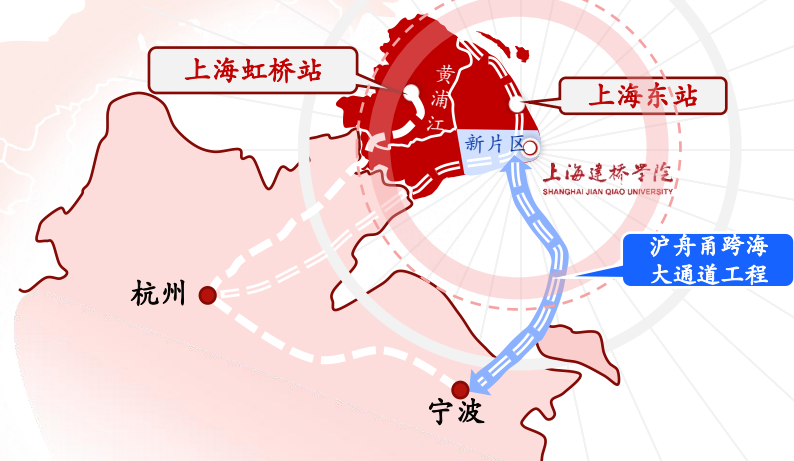 上海虹桥站
黄浦江
上海东站
新片区
上海建桥学院
SHANGHAI JIAN QIAO UNIVERSITY
沪舟甬跨海
大通道工程
杭州
宁波